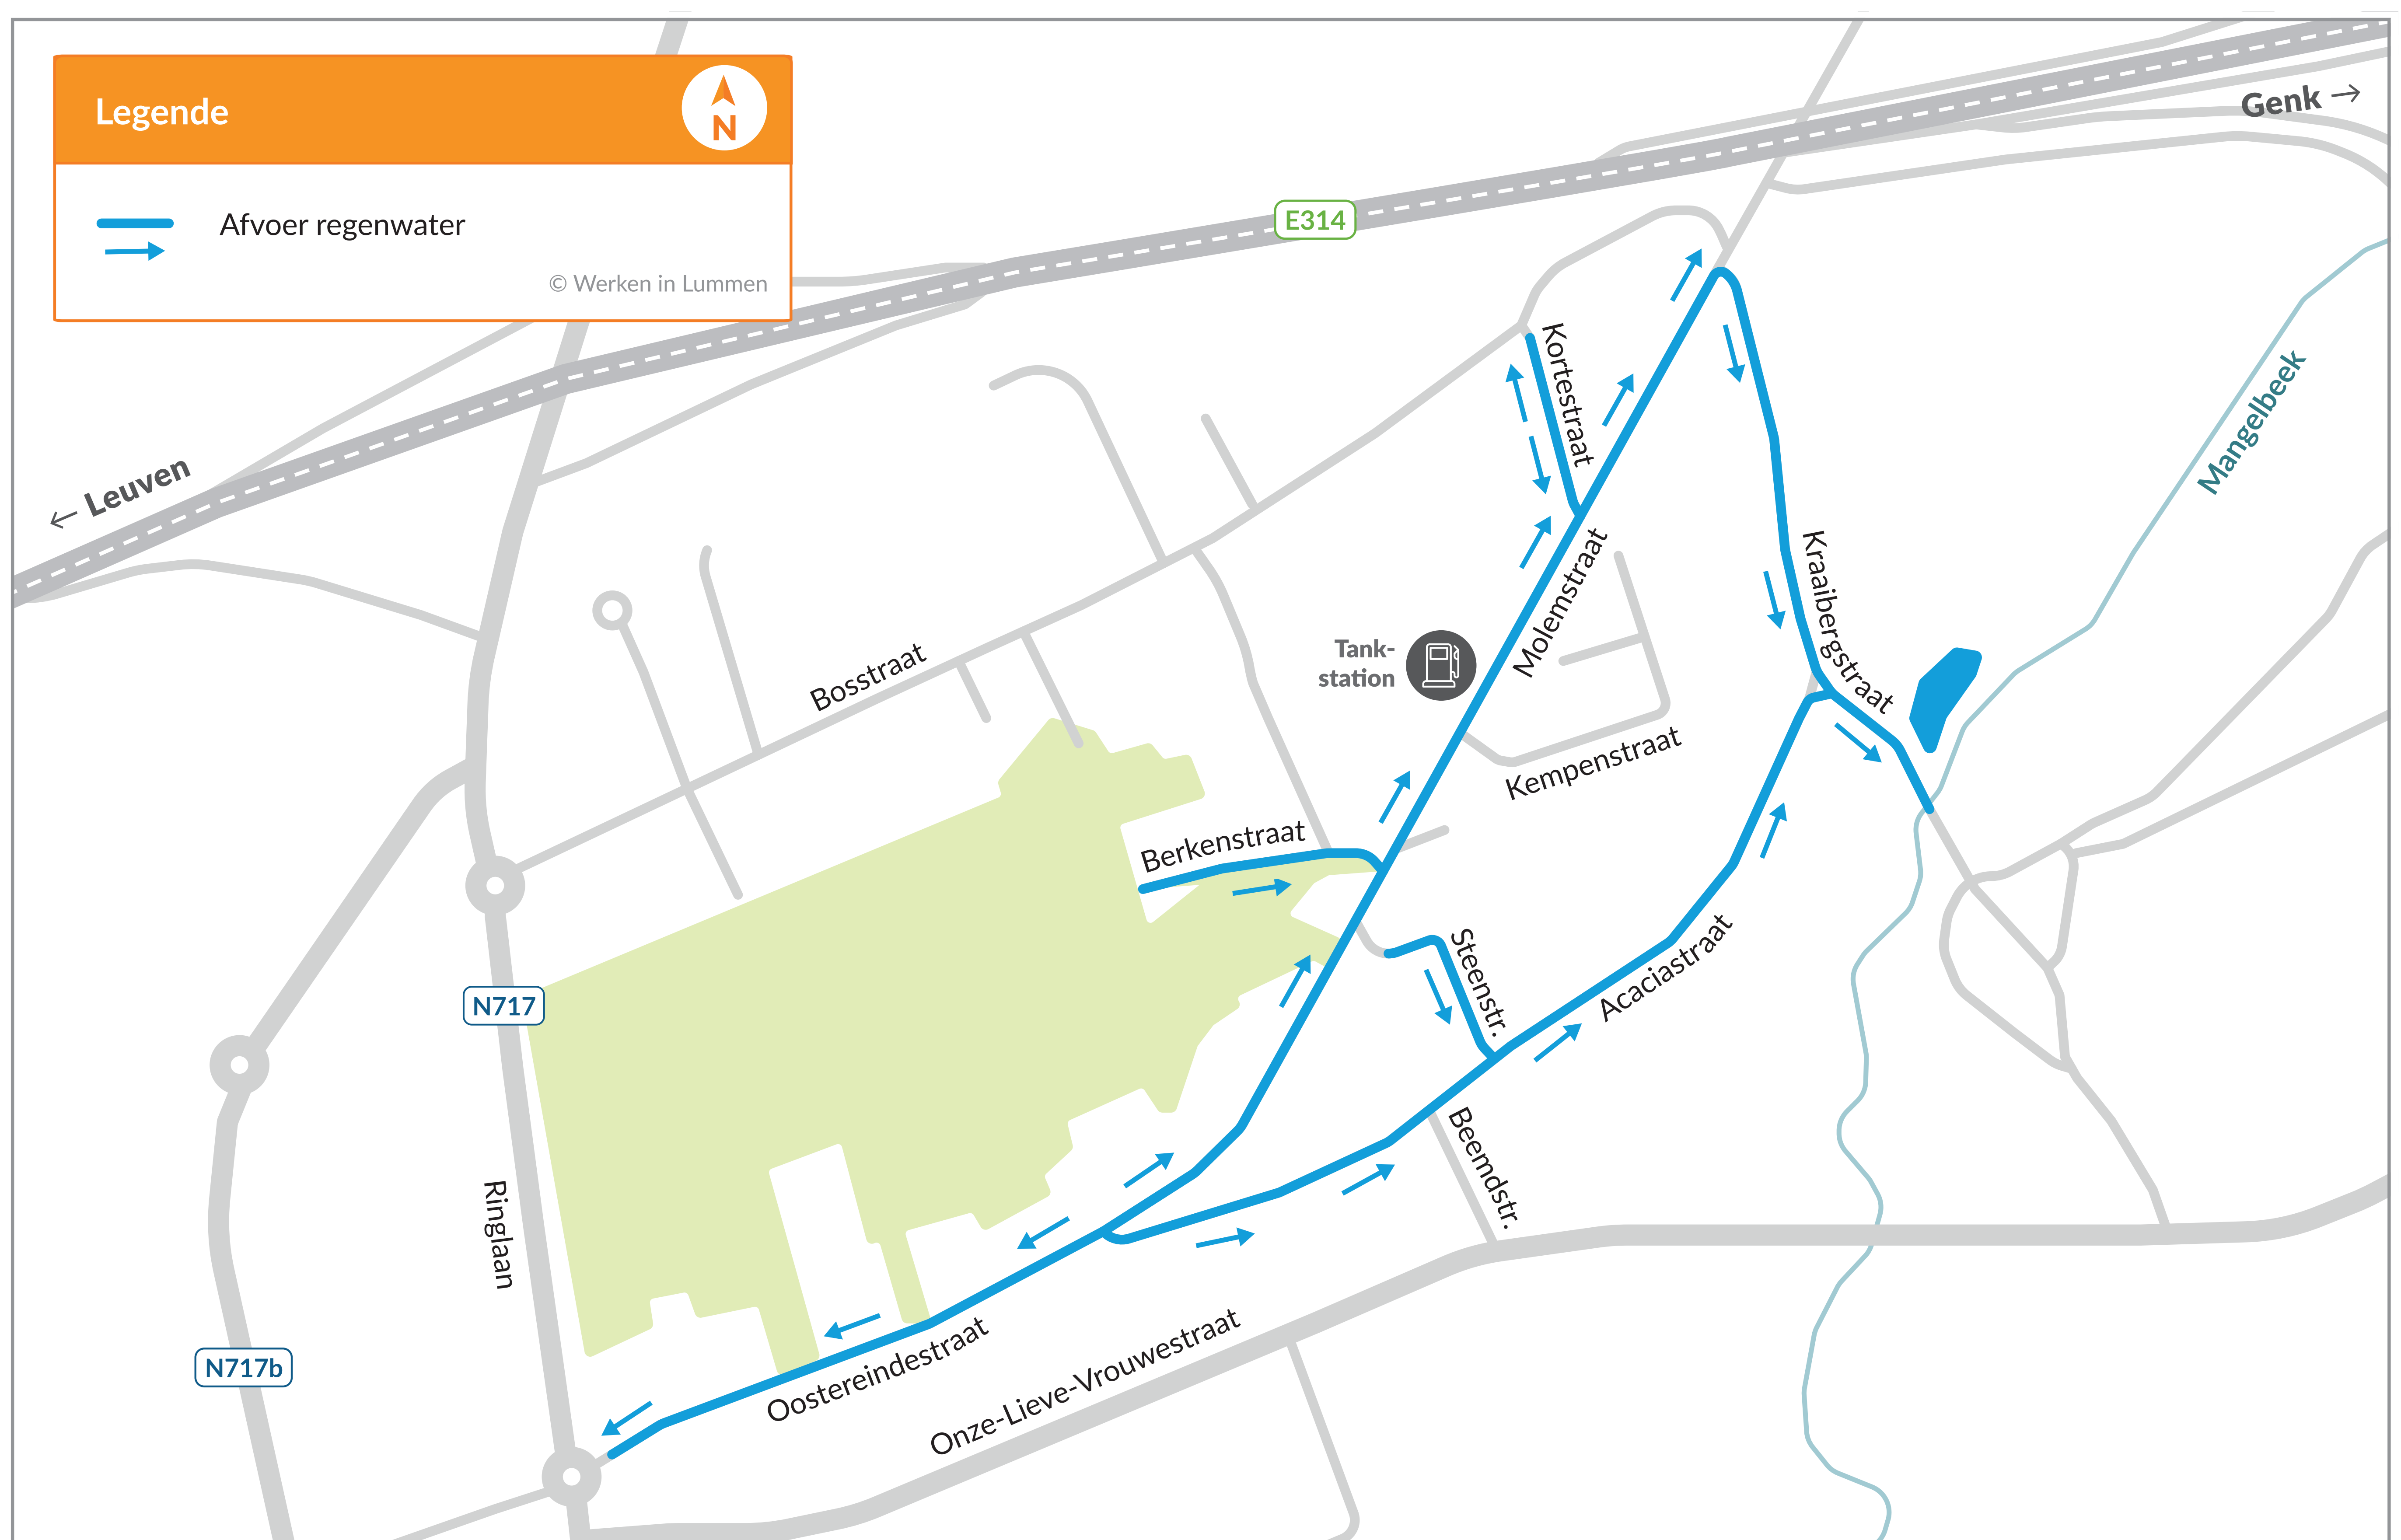 Legende
N
Afvoer regenwater
© Werken in Lummen
Genk →
E314
← Leuven
Kortestraat
Mangelbeek
Molemstraat
Kraaibergstraat
Tank-
station
Bosstraat
Kempenstraat
Berkenstraat
Steenstr.
Acaciastraat
N717
Beemdstr.
Ringlaan
N717b
Oostereindestraat
Onze-Lieve-Vrouwestraat